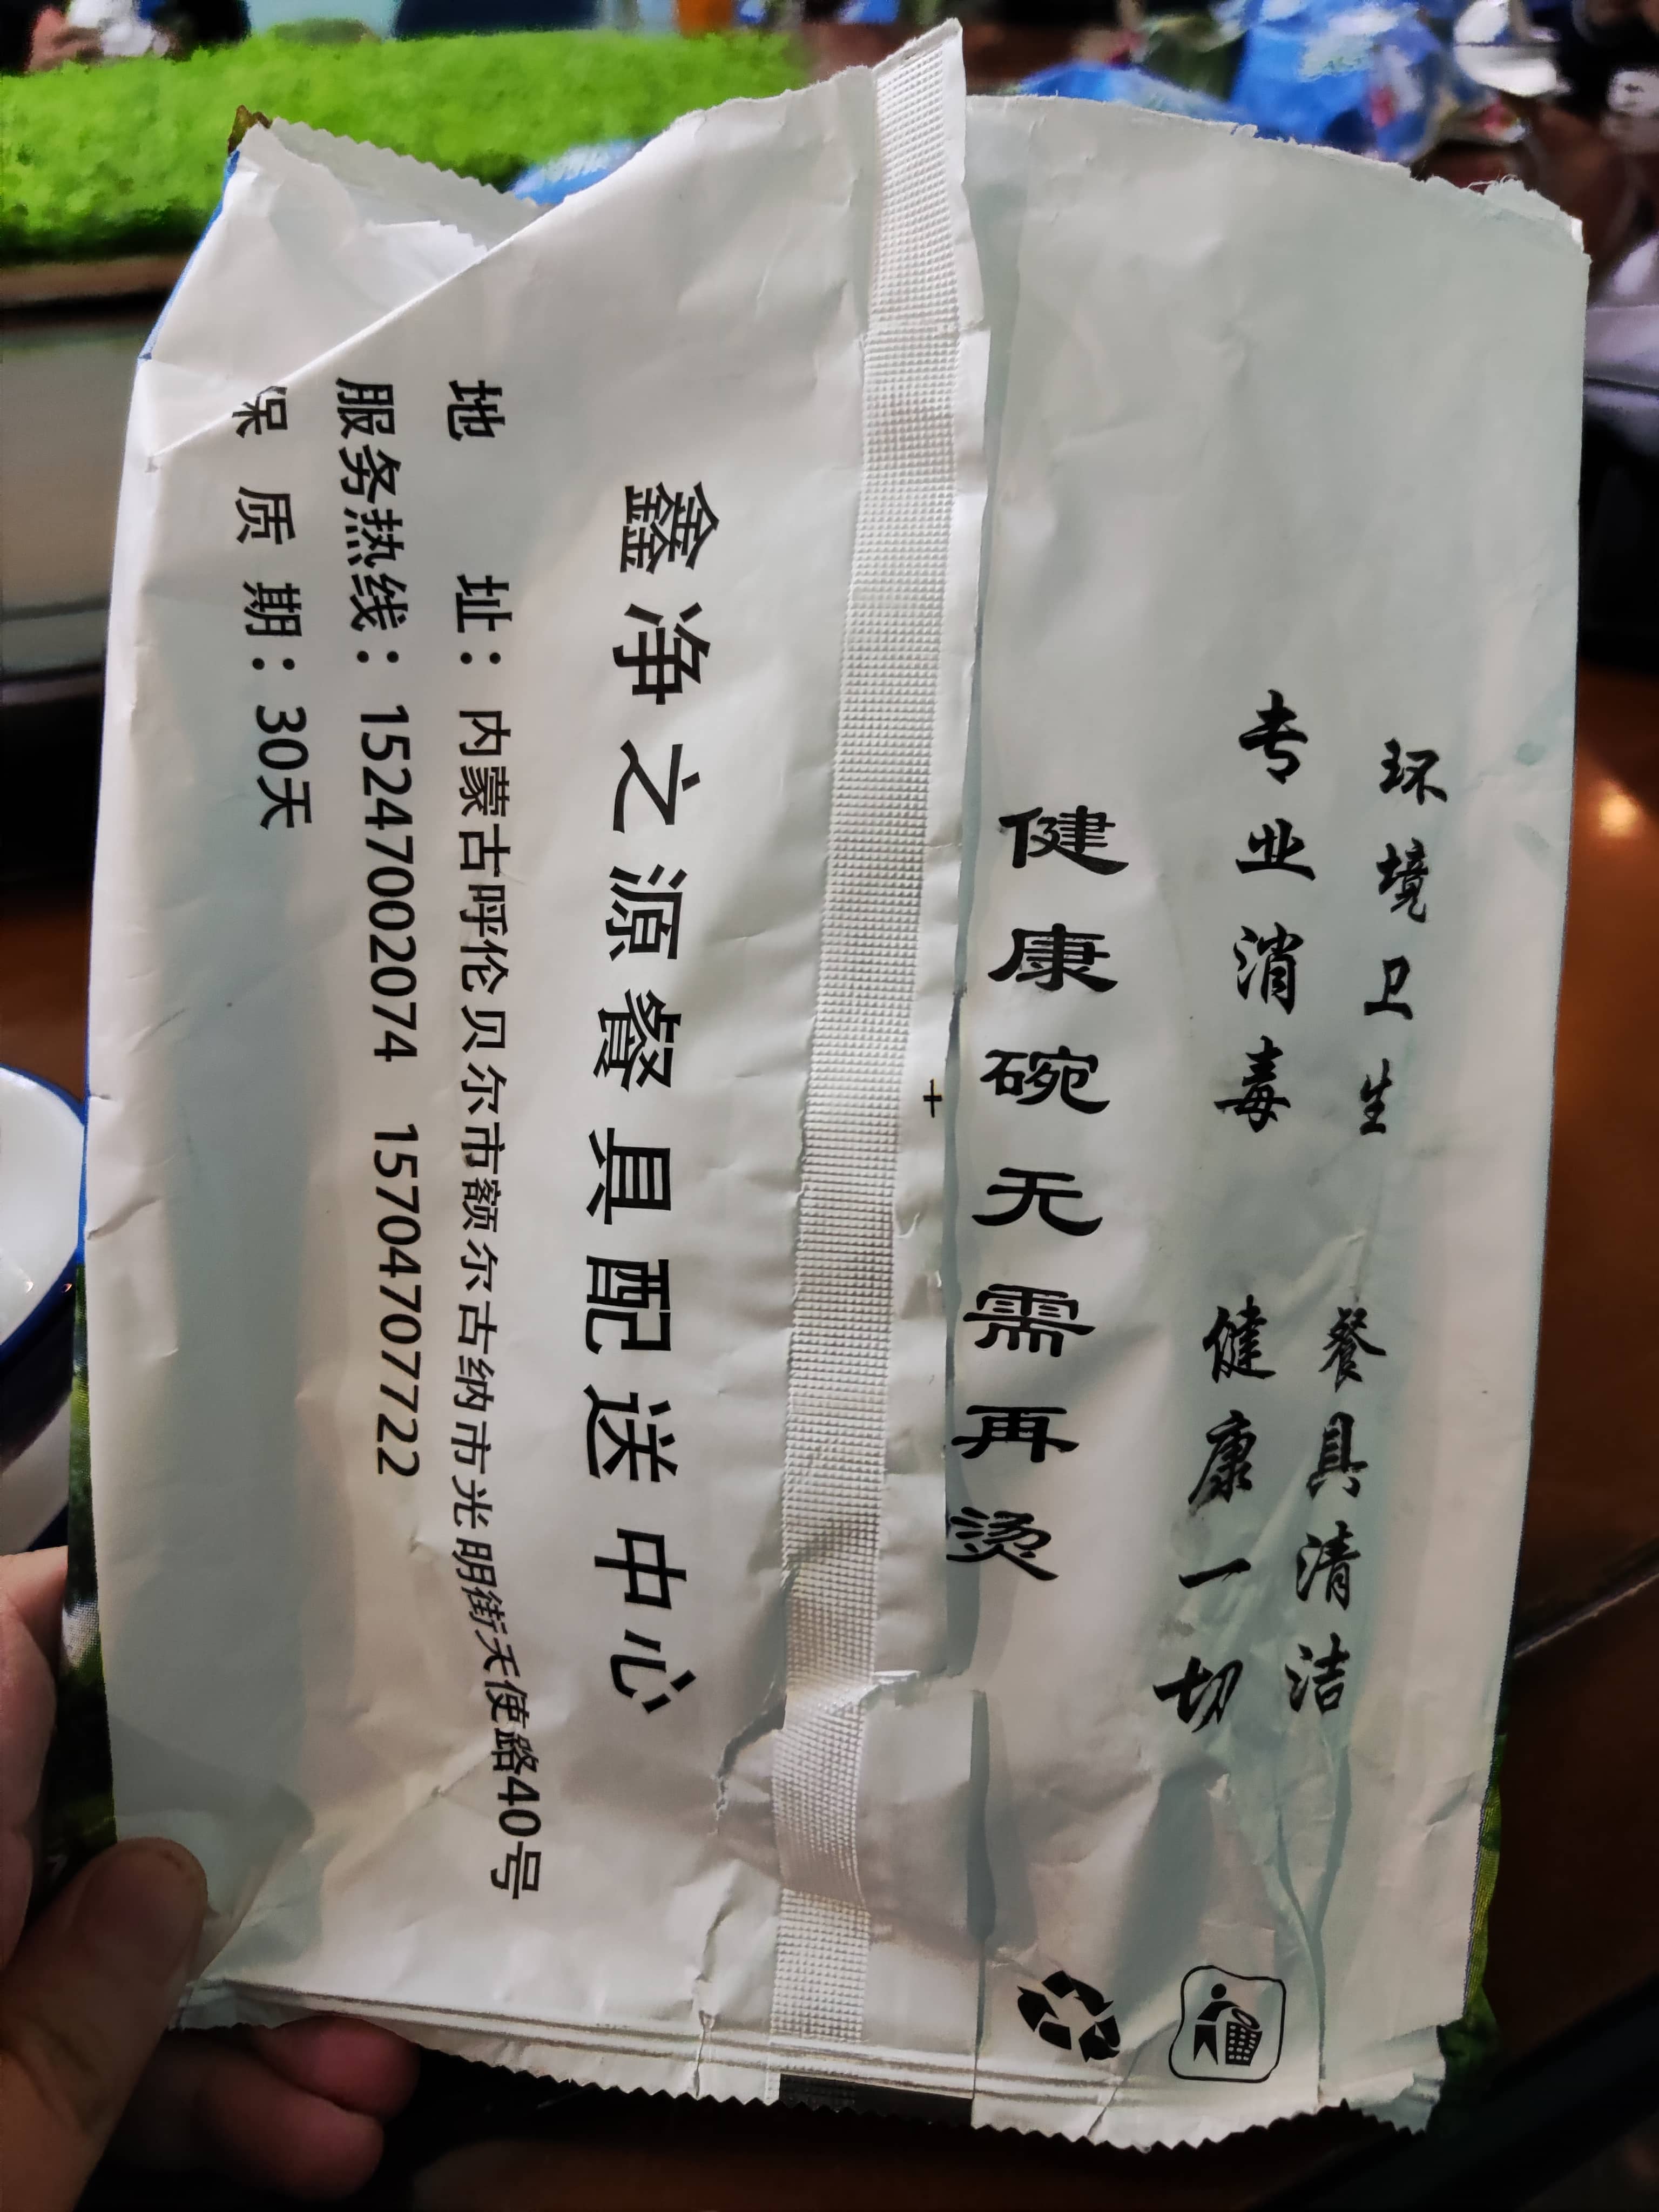 环境卫生 餐具清洁
专业消毒 健康一切
健康碗无需再烫
鑫净之源餐具配送中心
地 址：内蒙古呼伦贝尔市额尔古纳市光明街天使路40号
服务热线：15247002074 15704707722
保 质 期：30天